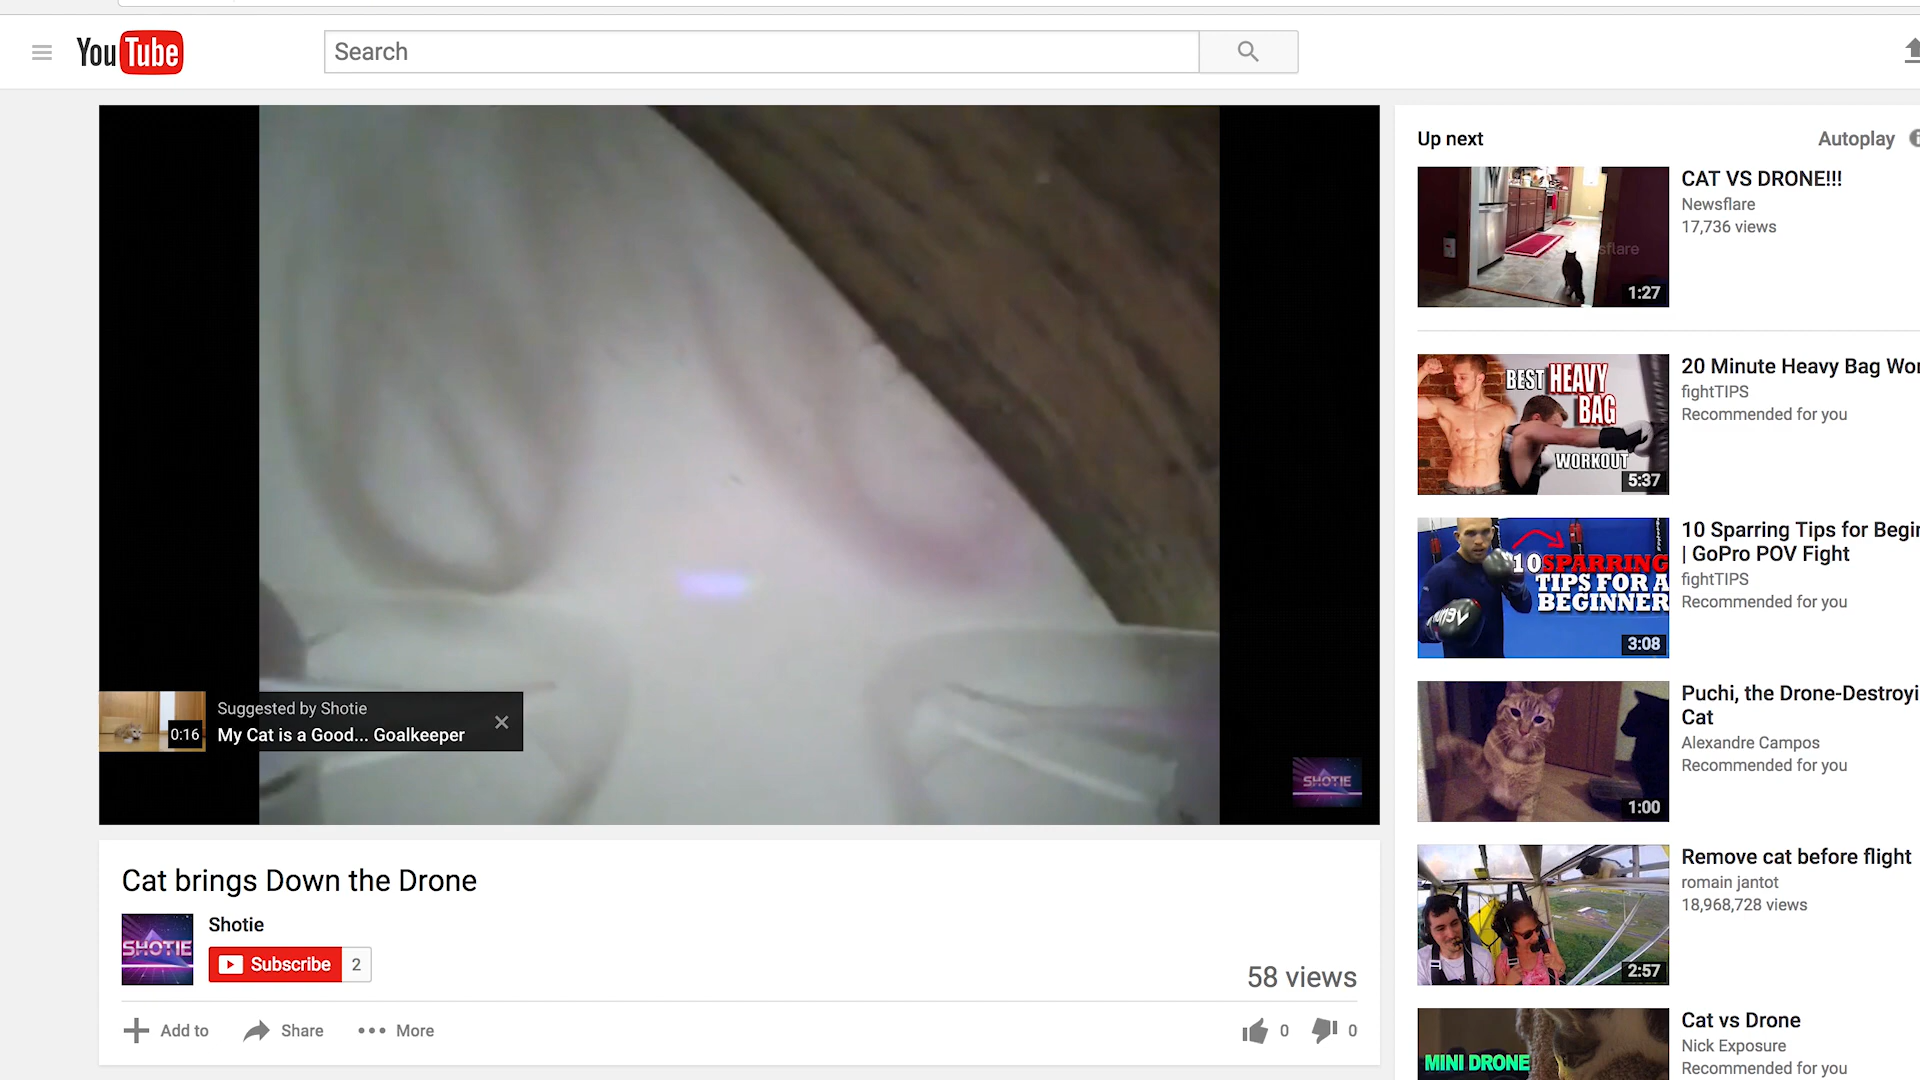 YouTube
Search
Up next
Autoplay
CAT VS DRONE!!!
Newsflare
17,736 views
sflare
1:27
20 Minute Heavy Bag Wor
fightTIPS
Recommended for you
BEST HEAVY
BAG
WORKOUT
5:37
10 Sparring Tips for Begin
| GoPro POV Fight
fightTIPS
Recommended for you
10 SPARRING
TIPS FOR A
BEGINNER
VENUM
3:08
Puchi, the Drone-Destroyi
Cat
Alexandre Campos
Recommended for you
1:00
Remove cat before flight
romain jantot
18,968,728 views
2:57
Cat vs Drone
Nick Exposure
Recommended for you
MINI DRONE
Suggested by Shotie
My Cat is a Good... Goalkeeper
0:16
SHOTIE
Cat brings Down the Drone
SHOTIE
Shotie
Subscribe 2
58 views
Add to Share More
0 0